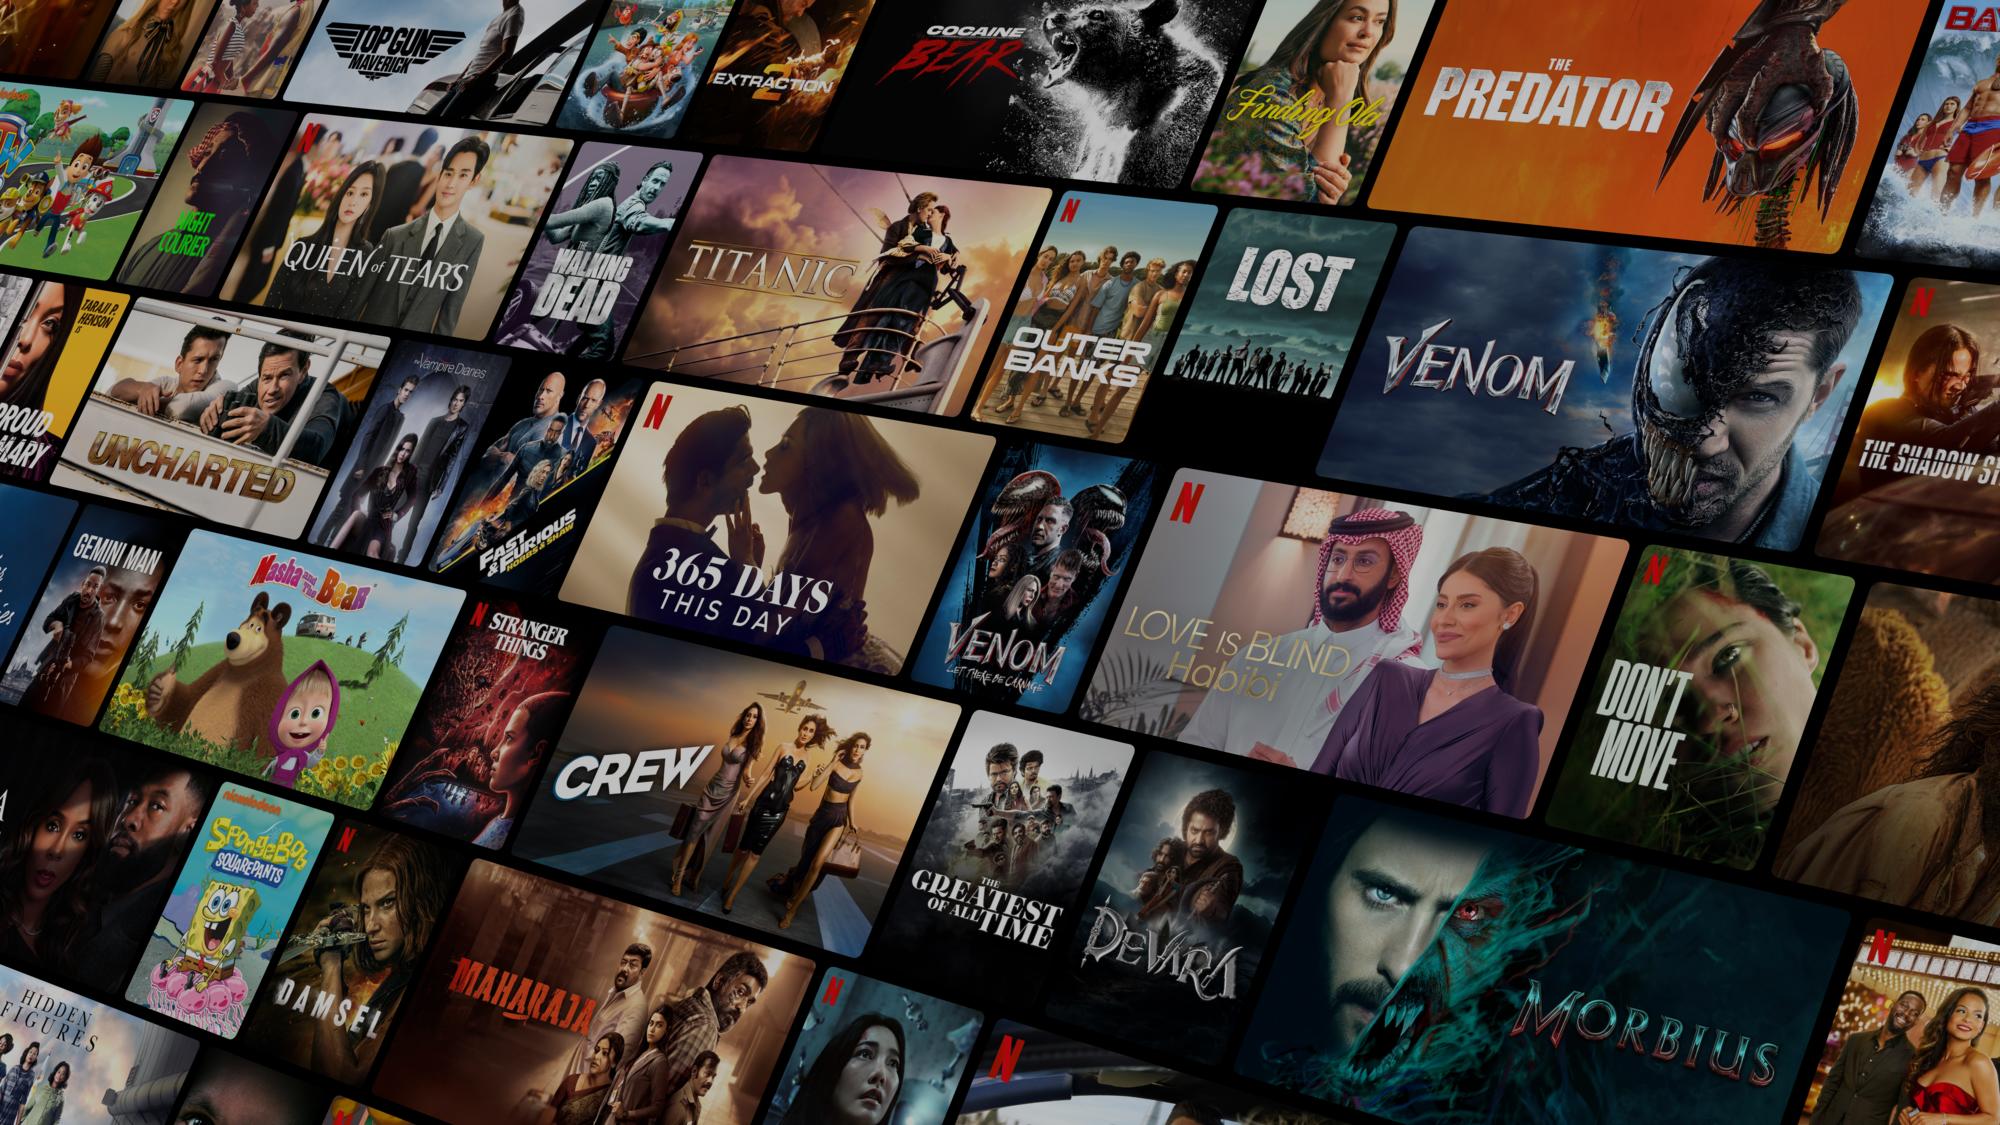 TOP GUN
MAVERICK
EXTRACTION
2
COCAINE
BEAR
Finding Ola
THE
PREDATOR
NIGHT
COURIER
N
QUEEN of TEARS
THE
WALKING
DEAD
TITANIC
N
OUTER
BANKS
LOST
VENOM
N
TARAJI P.
HENSON
IS
PROUD
MARY
UNCHARTED
The Vampire Diaries
FAST
& FURIOUS
HOBBS & SHAW
N
365 DAYS
THIS DAY
VENOM
LET THERE BE CARNAGE
N
LOVE IS BLIND
Habibi
N
DON'T
MOVE
GEMINI MAN
Masha and The Bear
N
STRANGER
THINGS
CREW
THE
GREATEST
OF ALL TIME
DEVARA
MORBIUS
nickelodeon
SpongeBob
SQUAREPANTS
N
DAMSEL
MAHARAJA
N
N
N
HIDDEN
FIGURES